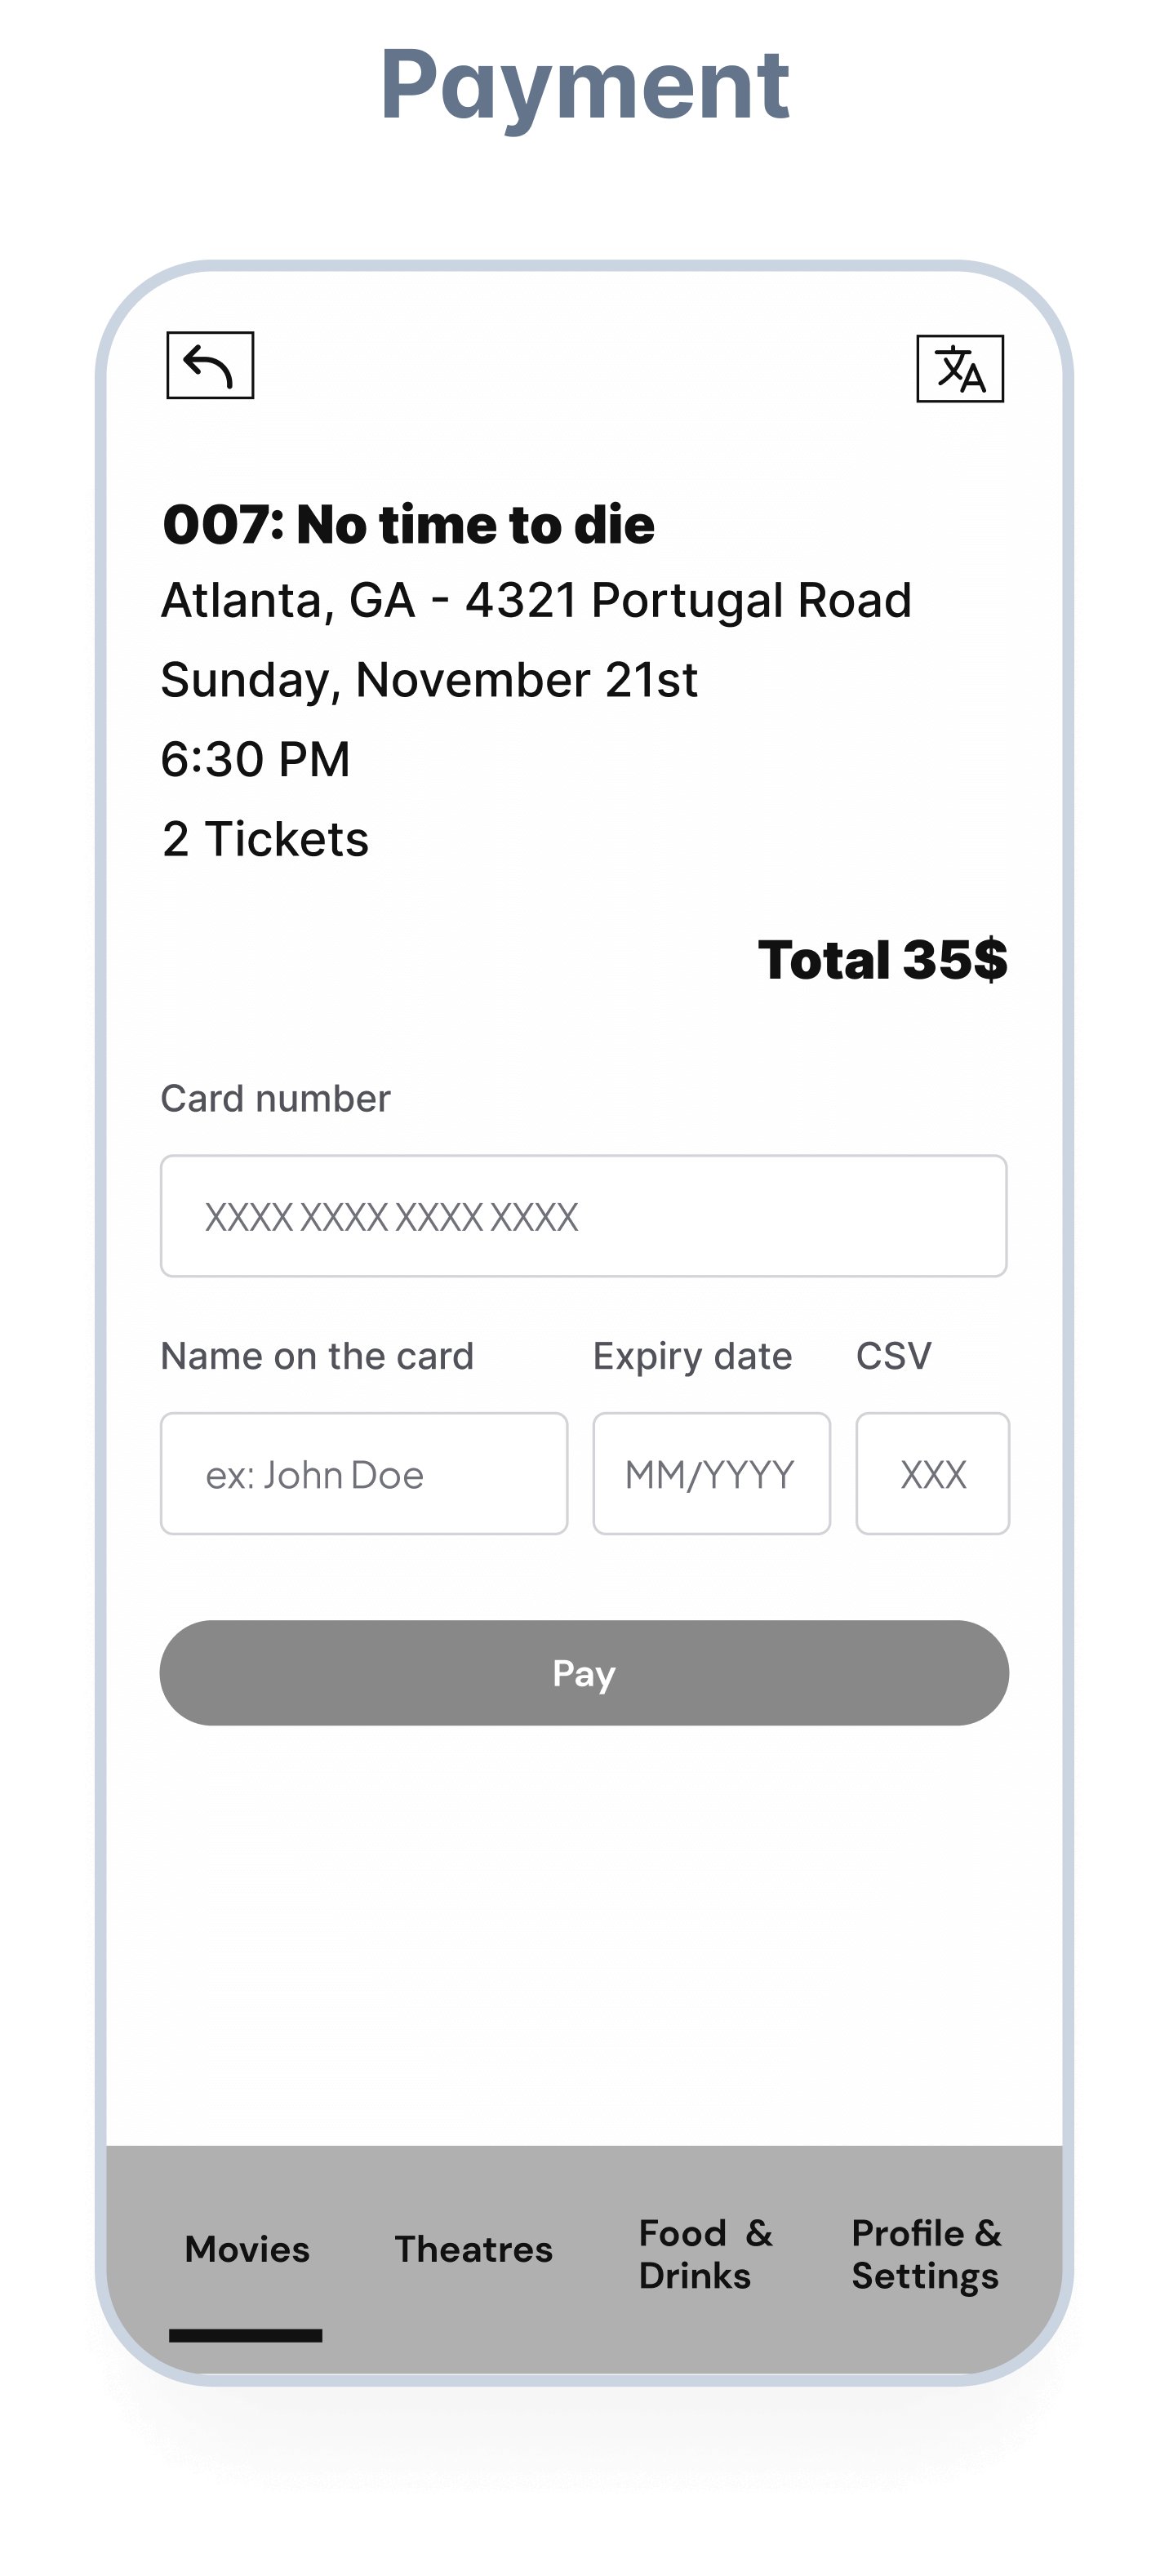 Payment
文A
007: No time to die
Atlanta, GA - 4321 Portugal Road
Sunday, November 21st
6:30 PM
2 Tickets
Total 35$
Card number
XXXX XXXX XXXX XXXX
Name on the card Expiry date CSV
ex: John Doe MM/YYYY XXX
Pay
Movies Theatres Food & Drinks Profile & Settings